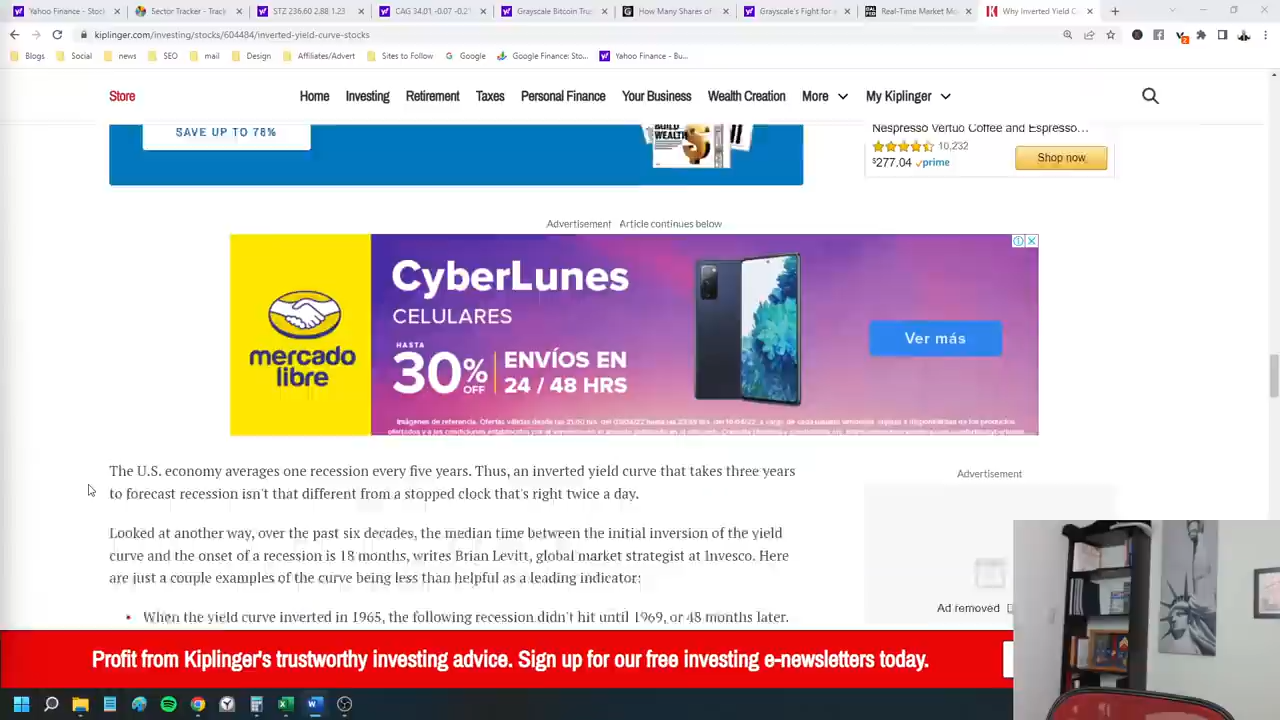 Yahoo Finance - Stoc
Sector Tracker - Track
STZ 236.60 2.88 1.23
CAG 34.01 -0.07 -0.21
Grayscale Bitcoin Trus
How Many Shares of
Grayscale's Fight for a
Real-Time Market Mo
Why Inverted Yield C
kiplinger.com/investing/stocks/604484/inverted-yield-curve-stocks
Blogs
Social
news
SEO
mail
Design
Affiliates/Advert
Sites to Follow
Google
Google Finance: Sto...
Yahoo Finance - Bu...
Store
Home
Investing
Retirement
Taxes
Personal Finance
Your Business
Wealth Creation
More
My Kiplinger
SAVE UP TO 76%
BUILD
WEALTH
Nespresso Vertuo Coffee and Espresso...
10,232
$277.04 prime
Shop now
Advertisement Article continues below
mercado
libre
CyberLunes
CELULARES
HASTA
30% OFF
ENVÍOS EN
24 / 48 HRS
Ver más
The U.S. economy averages one recession every five years. Thus, an inverted yield curve that takes three years
to forecast recession isn't that different from a stopped clock that's right twice a day.
Looked at another way, over the past six decades, the median time between the initial inversion of the yield
curve and the onset of a recession is 18 months, writes Brian Levitt, global market strategist at Invesco. Here
are just a couple examples of the curve being less than helpful as a leading indicator:
• When the yield curve inverted in 1965, the following recession didn't hit until 1969, or 48 months later.
Advertisement
Ad removed
Profit from Kiplinger's trustworthy investing advice. Sign up for our free investing e-newsletters today.